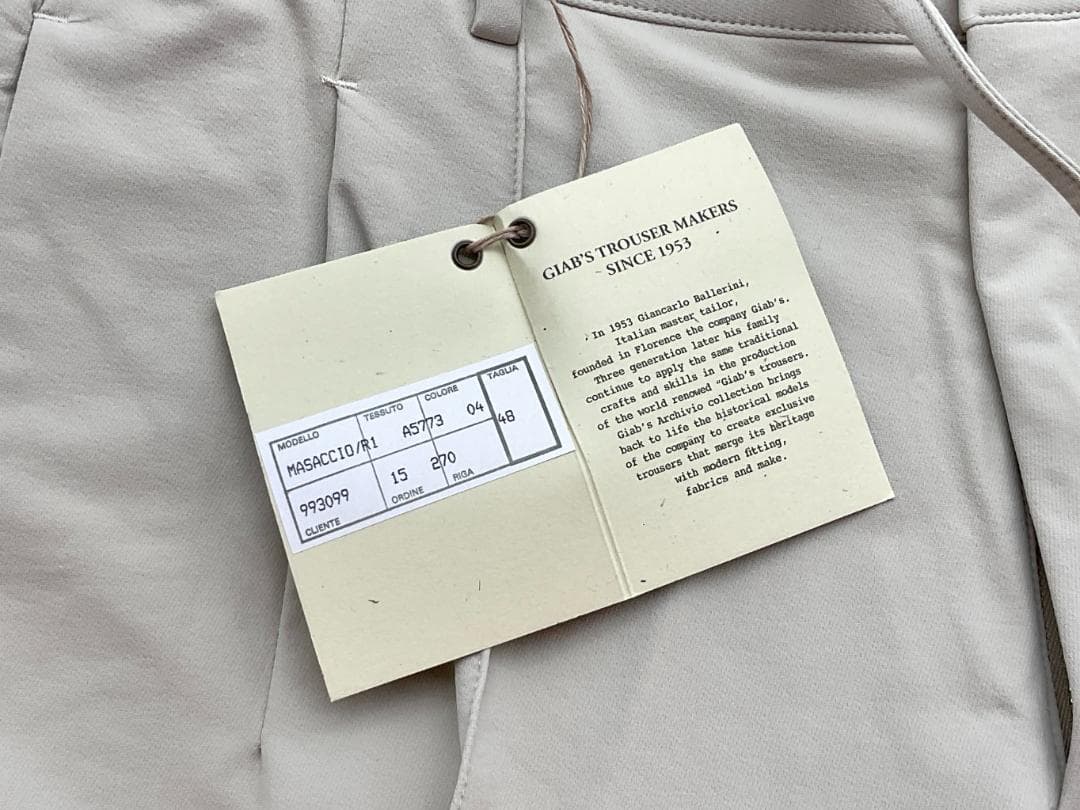 MODELLO TESSUTO COLORE TAGLIA
MASACCIO/R1 A5773 04 48
993099 15 270
CLIENTE ORDINE RIGA
GIAB'S TROUSER MAKERS
SINCE 1953
In 1953 Giancarlo Ballerini,
Italian master tailor,
founded in Florence the company Giab's.
Three generation later his family
continue to apply the same traditional
crafts and skills in the production
of the world renowed "Giab's trousers.
Giab's Archivio collection brings
back to life the historical models
of the company to create exclusive
trousers that merge its heritage
with modern fitting,
fabrics and make.